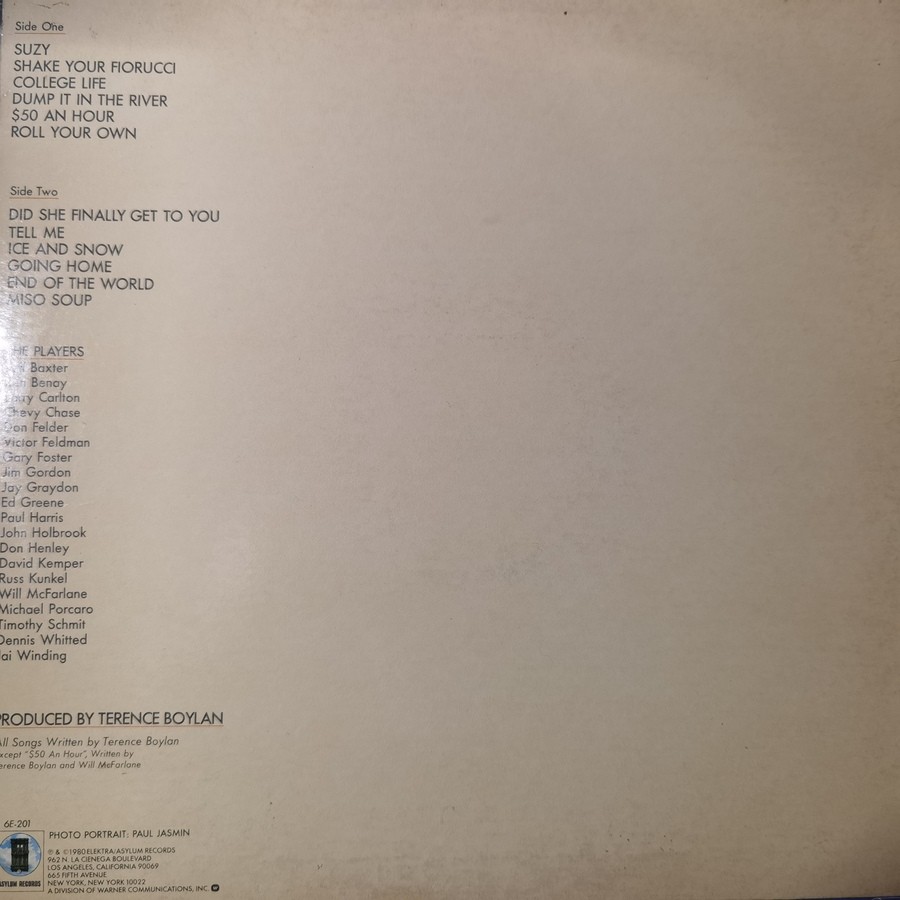 Side One
SUZY
SHAKE YOUR FIORUCCI
COLLEGE LIFE
DUMP IT IN THE RIVER
$50 AN HOUR
ROLL YOUR OWN
Side Two
DID SHE FINALLY GET TO YOU
TELL ME
ICE AND SNOW
GOING HOME
END OF THE WORLD
MISO SOUP
HE PLAYERS
Baxter
Benay
Larry Carlton
Chevy Chase
Don Felder
Victor Feldman
Gary Foster
Jim Gordon
Jay Graydon
Ed Greene
Paul Harris
John Holbrook
Don Henley
David Kemper
Russ Kunkel
Will McFarlane
Michael Porcaro
Timothy Schmit
Dennis Whitted
ai Winding
PRODUCED BY TERENCE BOYLAN
All Songs Written by Terence Boylan
xcept "$50 An Hour", Written by
erence Boylan and Will McFarlane
6E-201
PHOTO PORTRAIT: PAUL JASMIN
℗ & © 1980 ELEKTRA/ASYLUM RECORDS
962 N. LA CIENEGA BOULEVARD
LOS ANGELES, CALIFORNIA 90069
665 FIFTH AVENUE
NEW YORK, NEW YORK 10022
A DIVISION OF WARNER COMMUNICATIONS, INC.
ASYLUM RECORDS